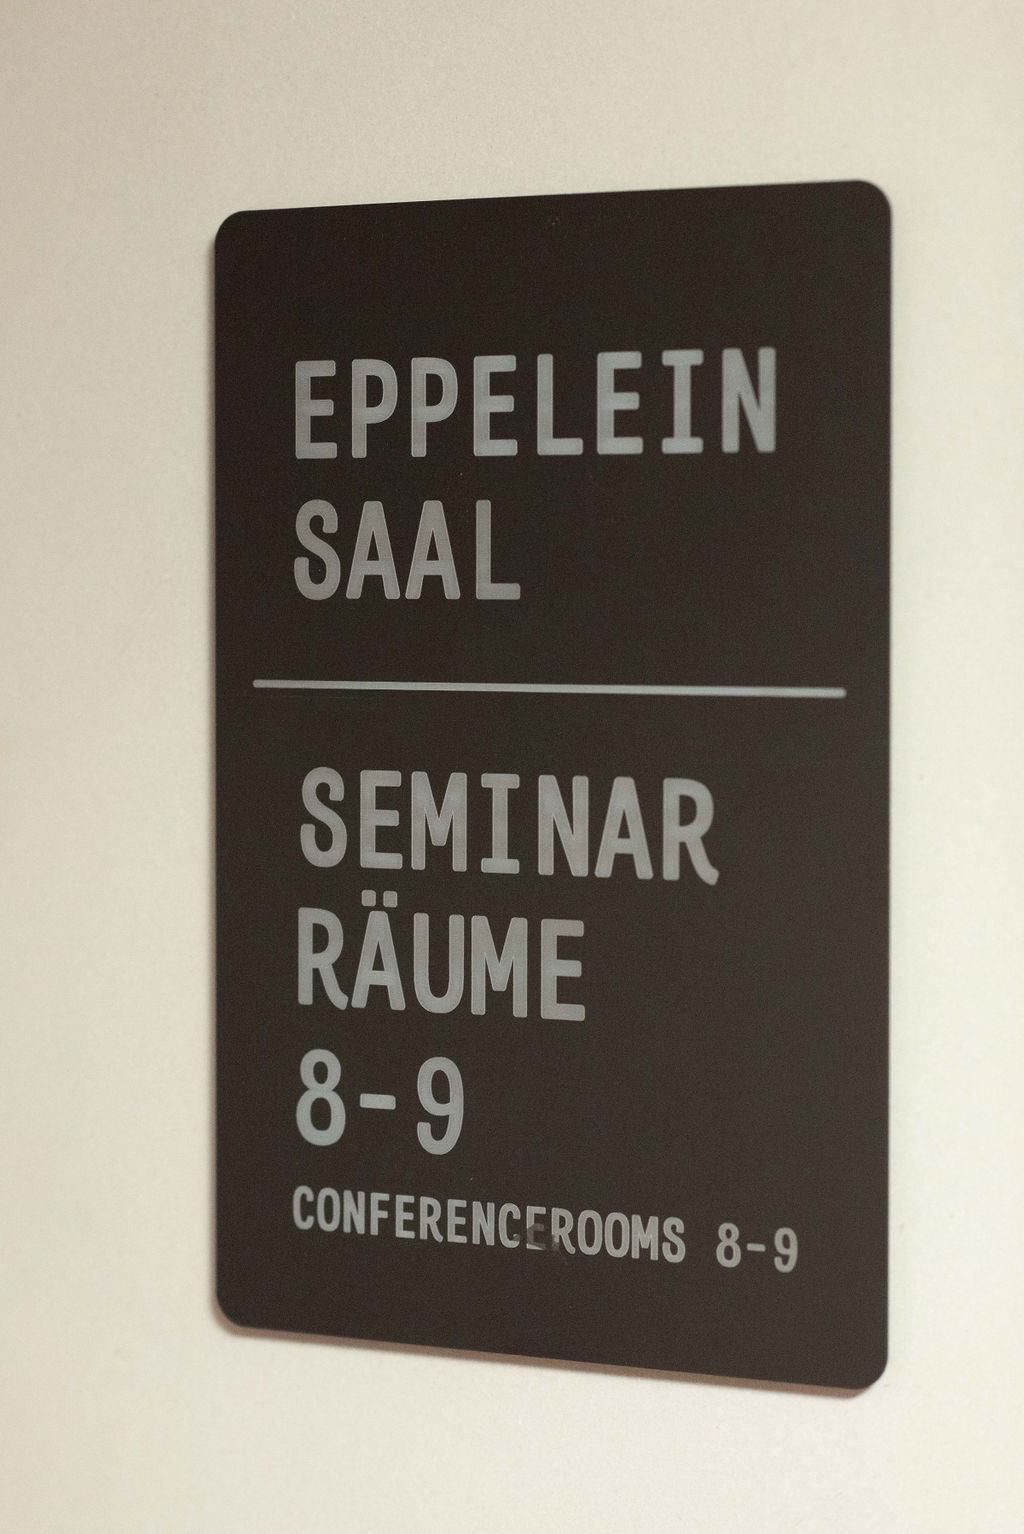 EPPELEIN
SAAL
SEMINAR
RÄUME
8-9
CONFERENCEROOMS 8-9